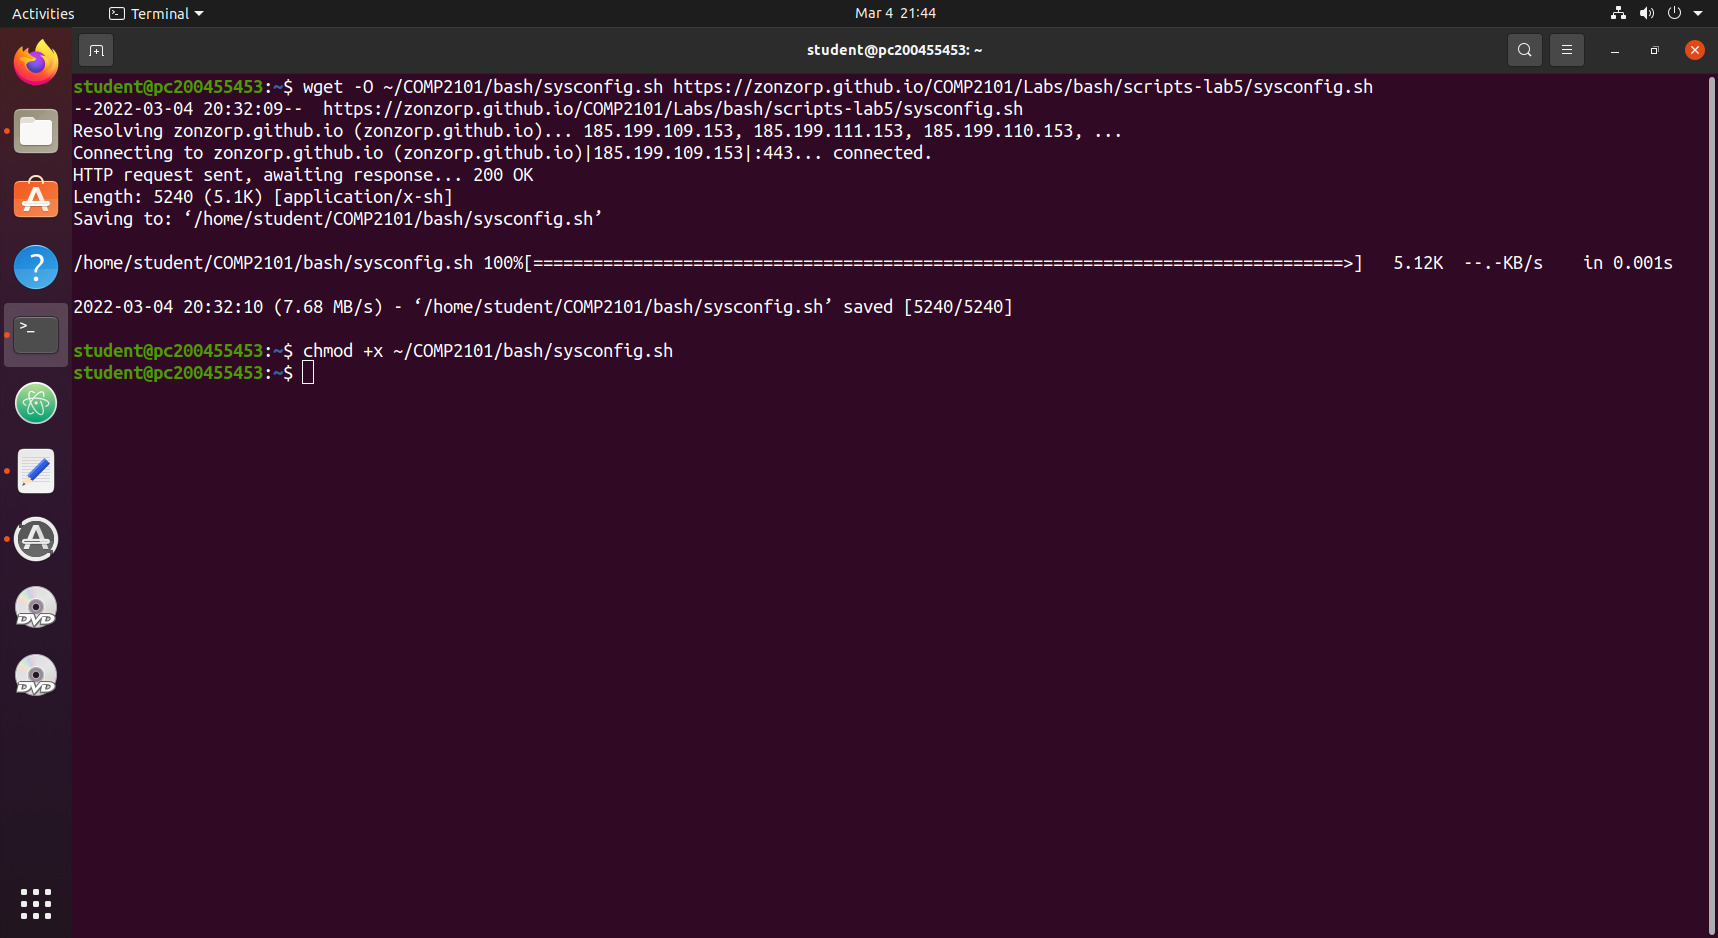 Activities
Terminal
Mar 4 21:44
student@pc200455453: ~
student@pc200455453:~$ wget -O ~/COMP2101/bash/sysconfig.sh https://zonzorp.github.io/COMP2101/Labs/bash/scripts-lab5/sysconfig.sh
--2022-03-04 20:32:09--  https://zonzorp.github.io/COMP2101/Labs/bash/scripts-lab5/sysconfig.sh
Resolving zonzorp.github.io (zonzorp.github.io)... 185.199.109.153, 185.199.111.153, 185.199.110.153, ...
Connecting to zonzorp.github.io (zonzorp.github.io)|185.199.109.153|:443... connected.
HTTP request sent, awaiting response... 200 OK
Length: 5240 (5.1K) [application/x-sh]
Saving to: ‘/home/student/COMP2101/bash/sysconfig.sh’
/home/student/COMP2101/bash/sysconfig.sh 100%[=================================================================================>]   5.12K  --.-KB/s    in 0.001s
2022-03-04 20:32:10 (7.68 MB/s) - ‘/home/student/COMP2101/bash/sysconfig.sh’ saved [5240/5240]
student@pc200455453:~$ chmod +x ~/COMP2101/bash/sysconfig.sh
student@pc200455453:~$
?
>_
DVD
DVD